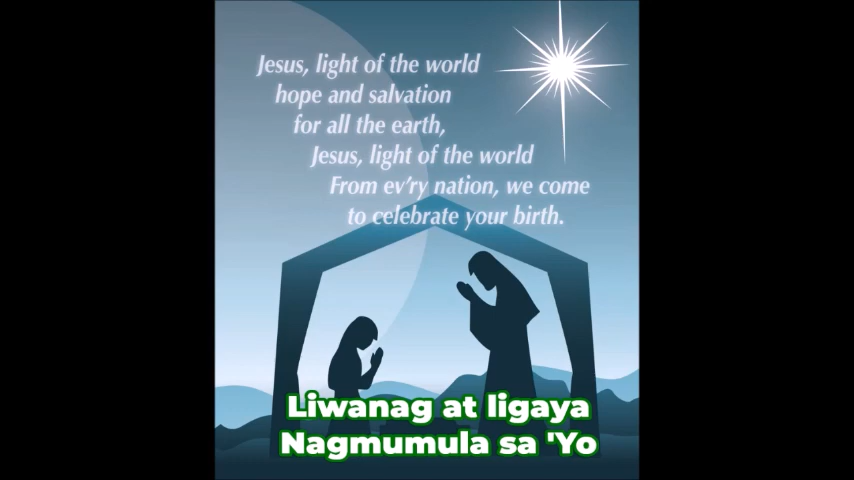 Jesus, light of the world
hope and salvation
for all the earth,
Jesus, light of the world
From ev'ry nation, we come
to celebrate your birth.
Liwanag at ligaya
Nagmumula sa 'Yo